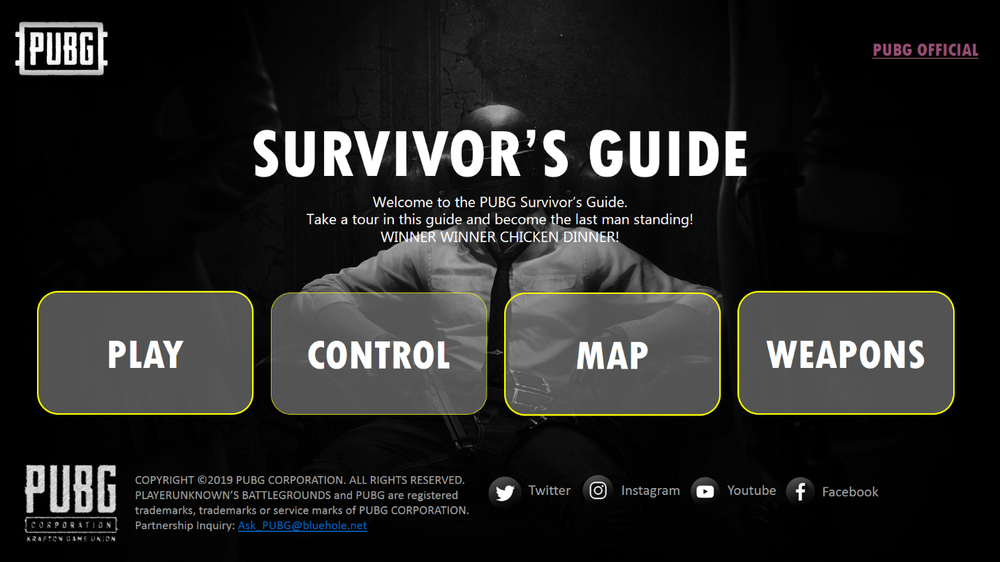 PUBG
PUBG OFFICIAL
SURVIVOR’S GUIDE
Welcome to the PUBG Survivor’s Guide.
Take a tour in this guide and become the last man standing!
WINNER WINNER CHICKEN DINNER!
PLAY
CONTROL
MAP
WEAPONS
PUBG
CORPORATION
KRAFTON GAME UNION
COPYRIGHT ©2019 PUBG CORPORATION. ALL RIGHTS RESERVED.
PLAYERUNKNOWN’S BATTLEGROUNDS and PUBG are registered
trademarks, trademarks or service marks of PUBG CORPORATION.
Partnership Inquiry: Ask_PUBG@bluehole.net
Twitter
Instagram
Youtube
Facebook